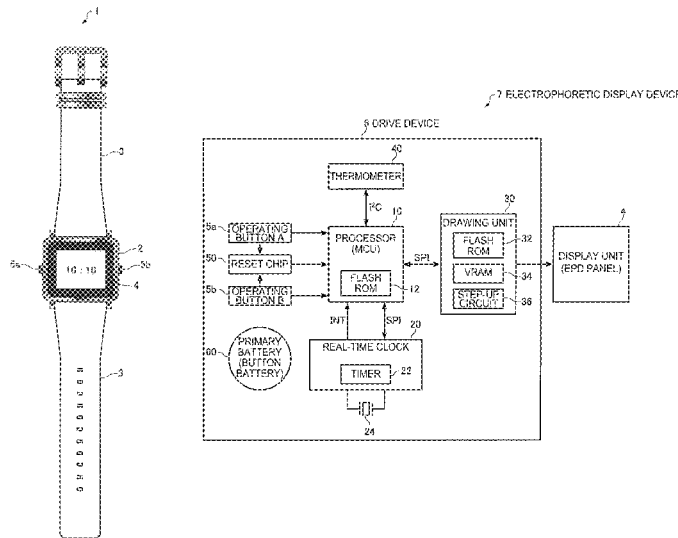 1
7 ELECTROPHORETIC DISPLAY DEVICE
6 DRIVE DEVICE
40
THERMOMETER
I²C
3
5a
OPERATING
BUTTON A
10
PROCESSOR
(MCU)
30
DRAWING UNIT
4
FLASH
ROM
32
2
5a
5b
10 : 10
4
50
RESET CHIP
SPI
VRAM
34
DISPLAY UNIT
(EPD PANEL)
5b
OPERATING
BUTTON B
FLASH
ROM
12
STEP-UP
CIRCUIT
36
INT
SPI
20
60
PRIMARY
BATTERY
(BUTTON
BATTERY)
REAL-TIME CLOCK
TIMER
22
3
24